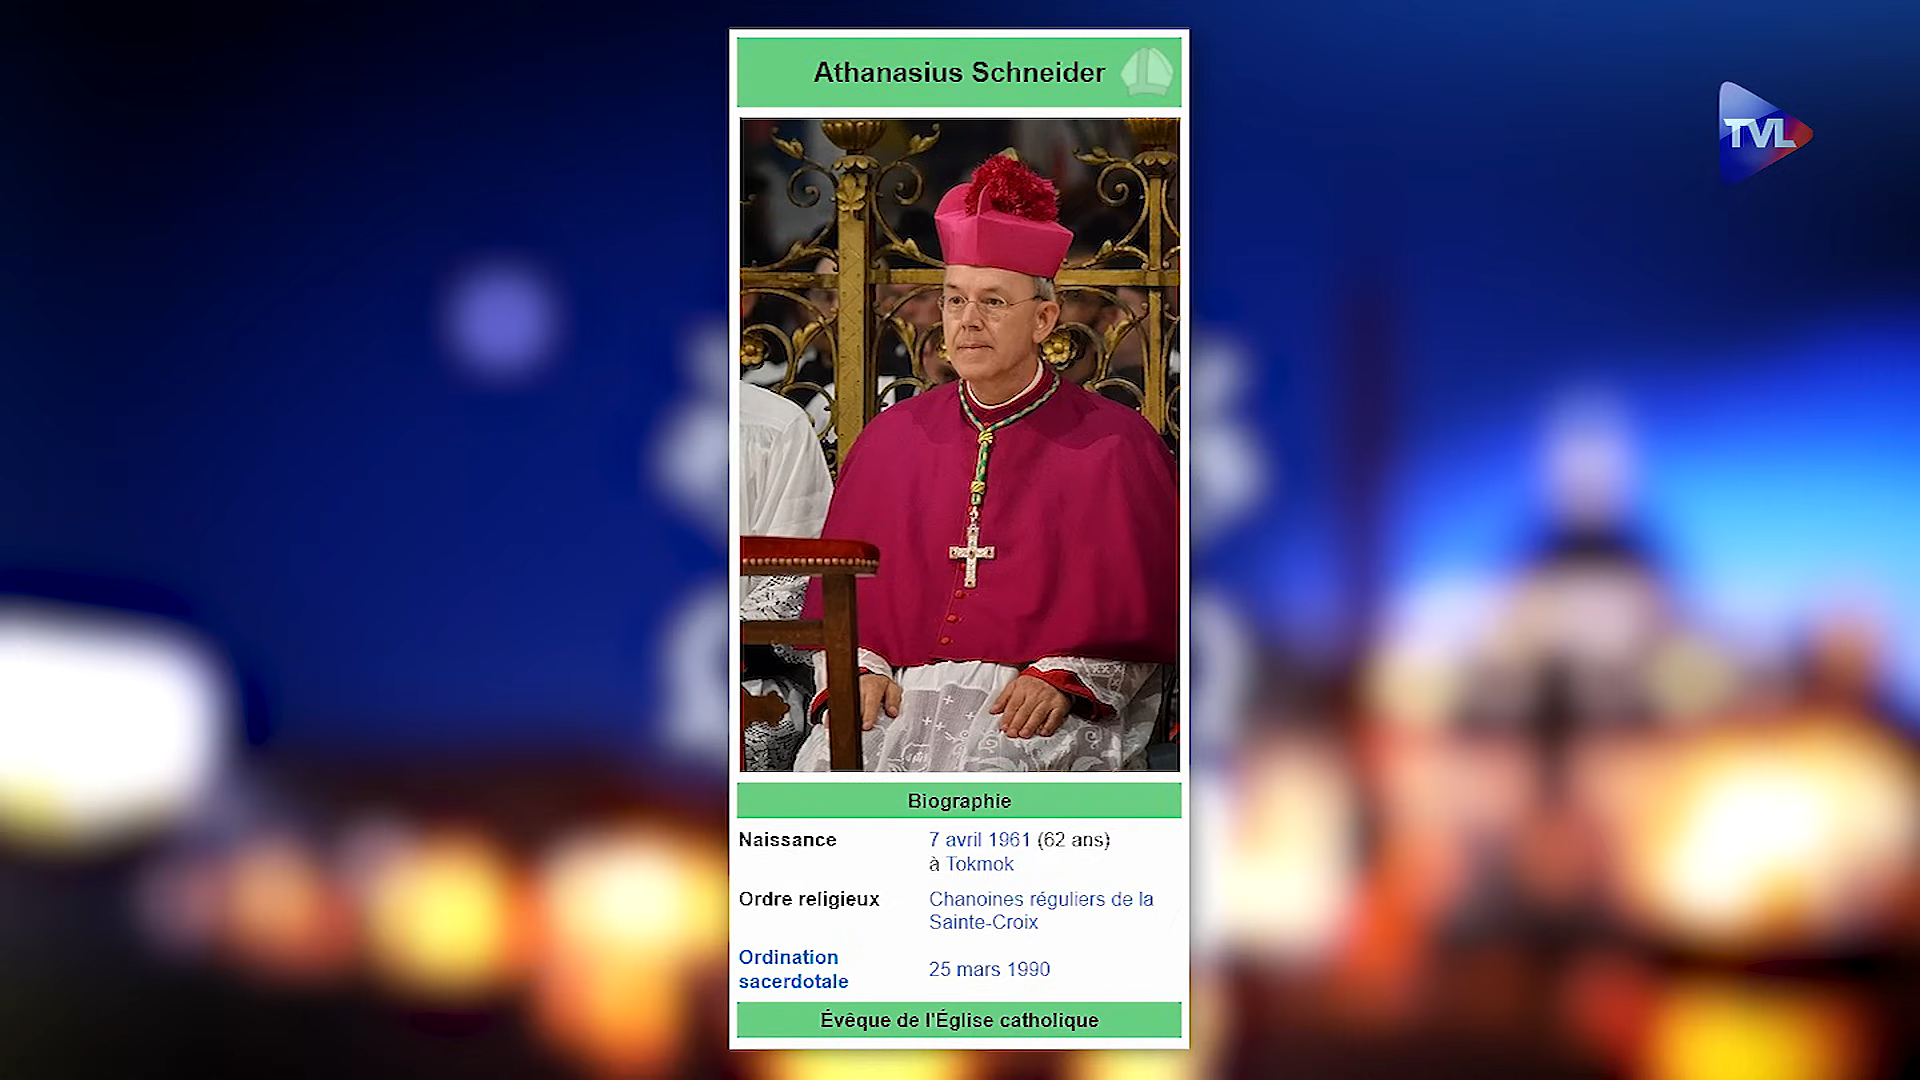 Athanasius Schneider
TVL
Biographie
Naissance 7 avril 1961 (62 ans)
à Tokmok
Ordre religieux Chanoines réguliers de la
Sainte-Croix
Ordination
sacerdotale 25 mars 1990
Évêque de l'Église catholique